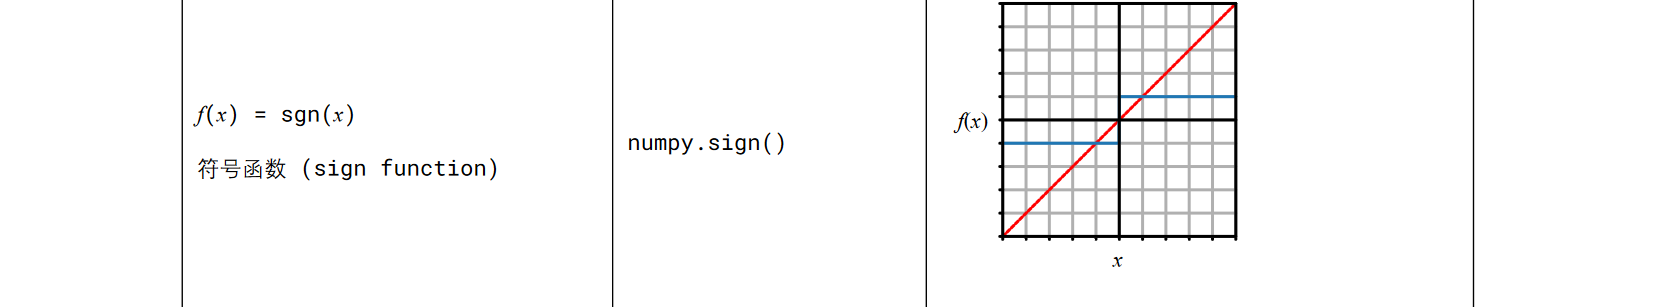 f(x) = sgn(x)
符号函数 (sign function)
numpy.sign()
f(x)
x